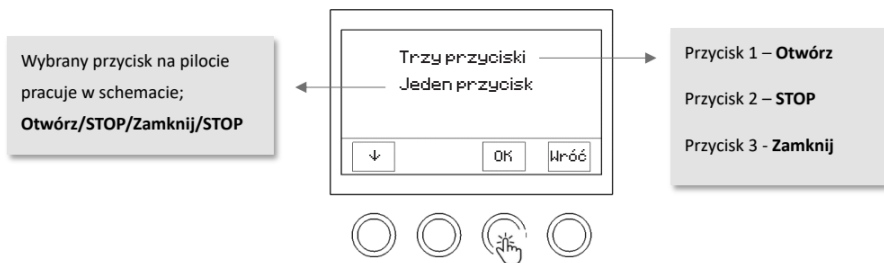 Wybrany przycisk na pilocie
pracuje w schemacie;
Otwórz/STOP/Zamknij/STOP
Trzy przyciski
Jeden przycisk
↓
OK
Wróć
Przycisk 1 – Otwórz
Przycisk 2 – STOP
Przycisk 3 - Zamknij